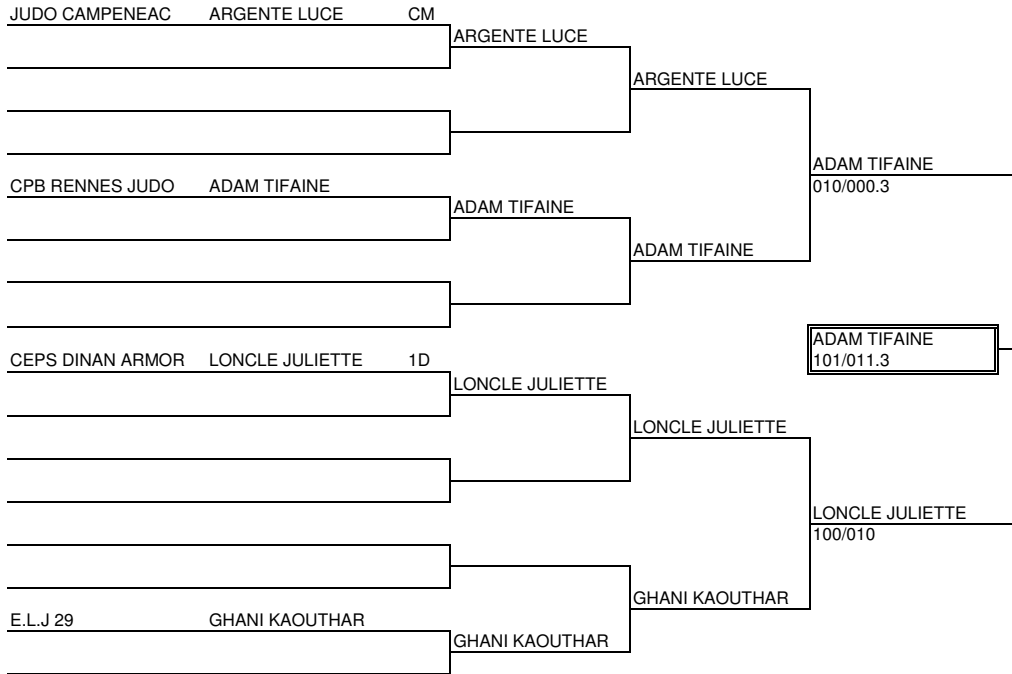 JUDO CAMPENEAC ARGENTE LUCE CM
ARGENTE LUCE
ARGENTE LUCE
ADAM TIFAINE
010/000.3
CPB RENNES JUDO ADAM TIFAINE
ADAM TIFAINE
ADAM TIFAINE
ADAM TIFAINE
101/011.3
CEPS DINAN ARMOR LONCLE JULIETTE 1D
LONCLE JULIETTE
LONCLE JULIETTE
LONCLE JULIETTE
100/010
GHANI KAOUTHAR
E.L.J 29 GHANI KAOUTHAR
GHANI KAOUTHAR